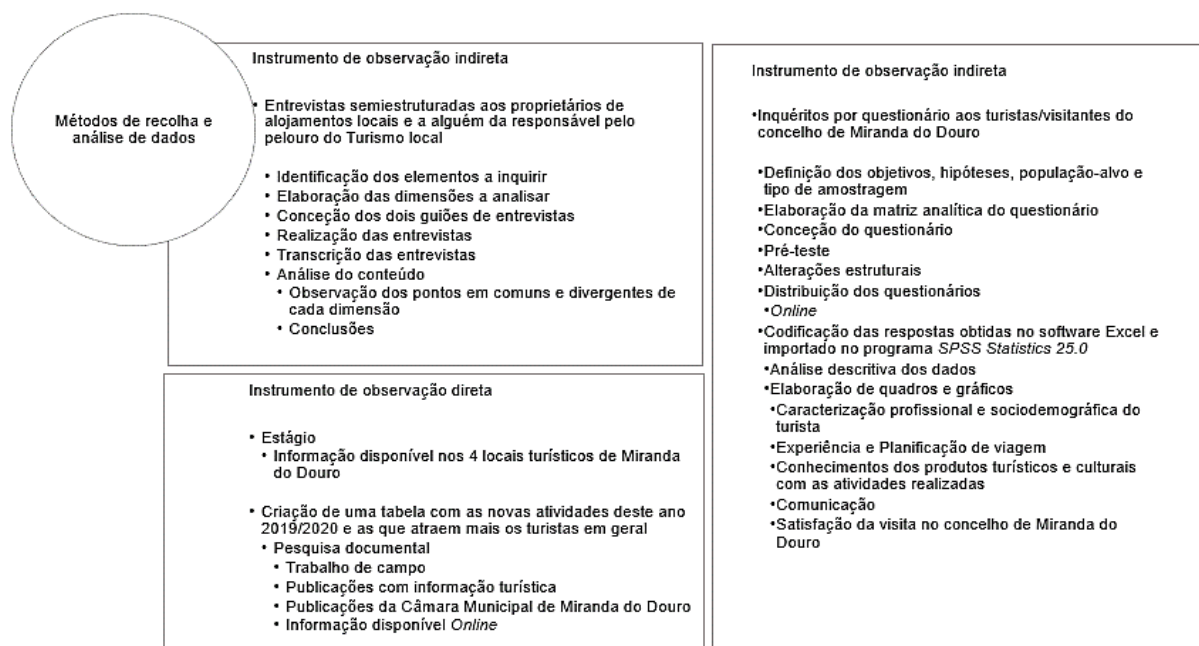 Métodos de recolha e
análise de dados
Instrumento de observação indireta
• Entrevistas semiestruturadas aos proprietários de
alojamentos locais e a alguém da responsável pelo
pelouro do Turismo local
• Identificação dos elementos a inquirir
• Elaboração das dimensões a analisar
• Conceção dos dois guiões de entrevistas
• Realização das entrevistas
• Transcrição das entrevistas
• Análise do conteúdo
• Observação dos pontos em comuns e divergentes de
cada dimensão
• Conclusões
Instrumento de observação direta
• Estágio
• Informação disponível nos 4 locais turísticos de Miranda
do Douro
• Criação de uma tabela com as novas atividades deste ano
2019/2020 e as que atraem mais os turistas em geral
• Pesquisa documental
• Trabalho de campo
• Publicações com informação turística
• Publicações da Câmara Municipal de Miranda do Douro
• Informação disponível Online
Instrumento de observação indireta
•Inquéritos por questionário aos turistas/visitantes do
concelho de Miranda do Douro
•Definição dos objetivos, hipóteses, população-alvo e
tipo de amostragem
•Elaboração da matriz analítica do questionário
•Conceção do questionário
•Pré-teste
•Alterações estruturais
•Distribuição dos questionários
•Online
•Codificação das respostas obtidas no software Excel e
importado no programa SPSS Statistics 25.0
•Análise descritiva dos dados
•Elaboração de quadros e gráficos
•Caracterização profissional e sociodemográfica do
turista
•Experiência e Planificação de viagem
•Conhecimentos dos produtos turísticos e culturais
com as atividades realizadas
•Comunicação
•Satisfação da visita no concelho de Miranda do
Douro